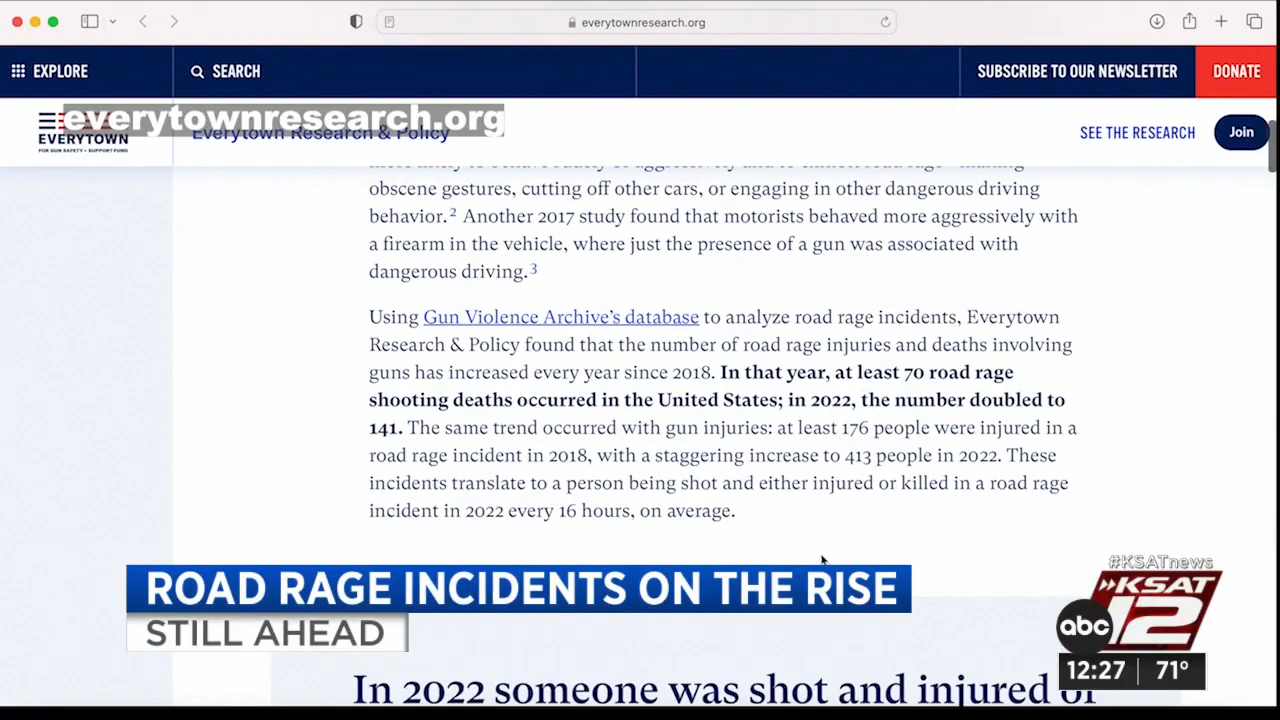 everytownresearch.org
EXPLORE
SEARCH
SUBSCRIBE TO OUR NEWSLETTER
DONATE
everytownresearch.org
EVERYTOWN
FOR GUN SAFETY • SUPPORT FUND
Everytown Research & Policy
SEE THE RESEARCH
Join
obscene gestures, cutting off other cars, or engaging in other dangerous driving
behavior.2 Another 2017 study found that motorists behaved more aggressively with
a firearm in the vehicle, where just the presence of a gun was associated with
dangerous driving.3
Using Gun Violence Archive’s database to analyze road rage incidents, Everytown
Research & Policy found that the number of road rage injuries and deaths involving
guns has increased every year since 2018. In that year, at least 70 road rage
shooting deaths occurred in the United States; in 2022, the number doubled to
141. The same trend occurred with gun injuries: at least 176 people were injured in a
road rage incident in 2018, with a staggering increase to 413 people in 2022. These
incidents translate to a person being shot and either injured or killed in a road rage
incident in 2022 every 16 hours, on average.
#KSATnews
ROAD RAGE INCIDENTS ON THE RISE
STILL AHEAD
KSAT
abc 12
12:27 71°
In 2022 someone was shot and injured or